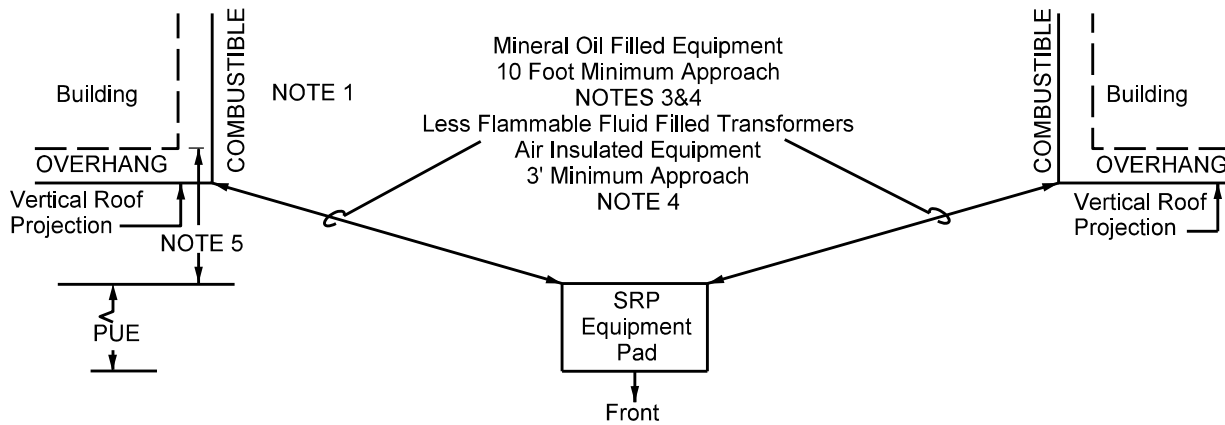 Building
OVERHANG
Vertical Roof
Projection
COMBUSTIBLE
NOTE 1
NOTE 5
PUE
Mineral Oil Filled Equipment
10 Foot Minimum Approach
NOTES 3&4
Less Flammable Fluid Filled Transformers
Air Insulated Equipment
3' Minimum Approach
NOTE 4
SRP
Equipment
Pad
Front
COMBUSTIBLE
Building
OVERHANG
Vertical Roof
Projection